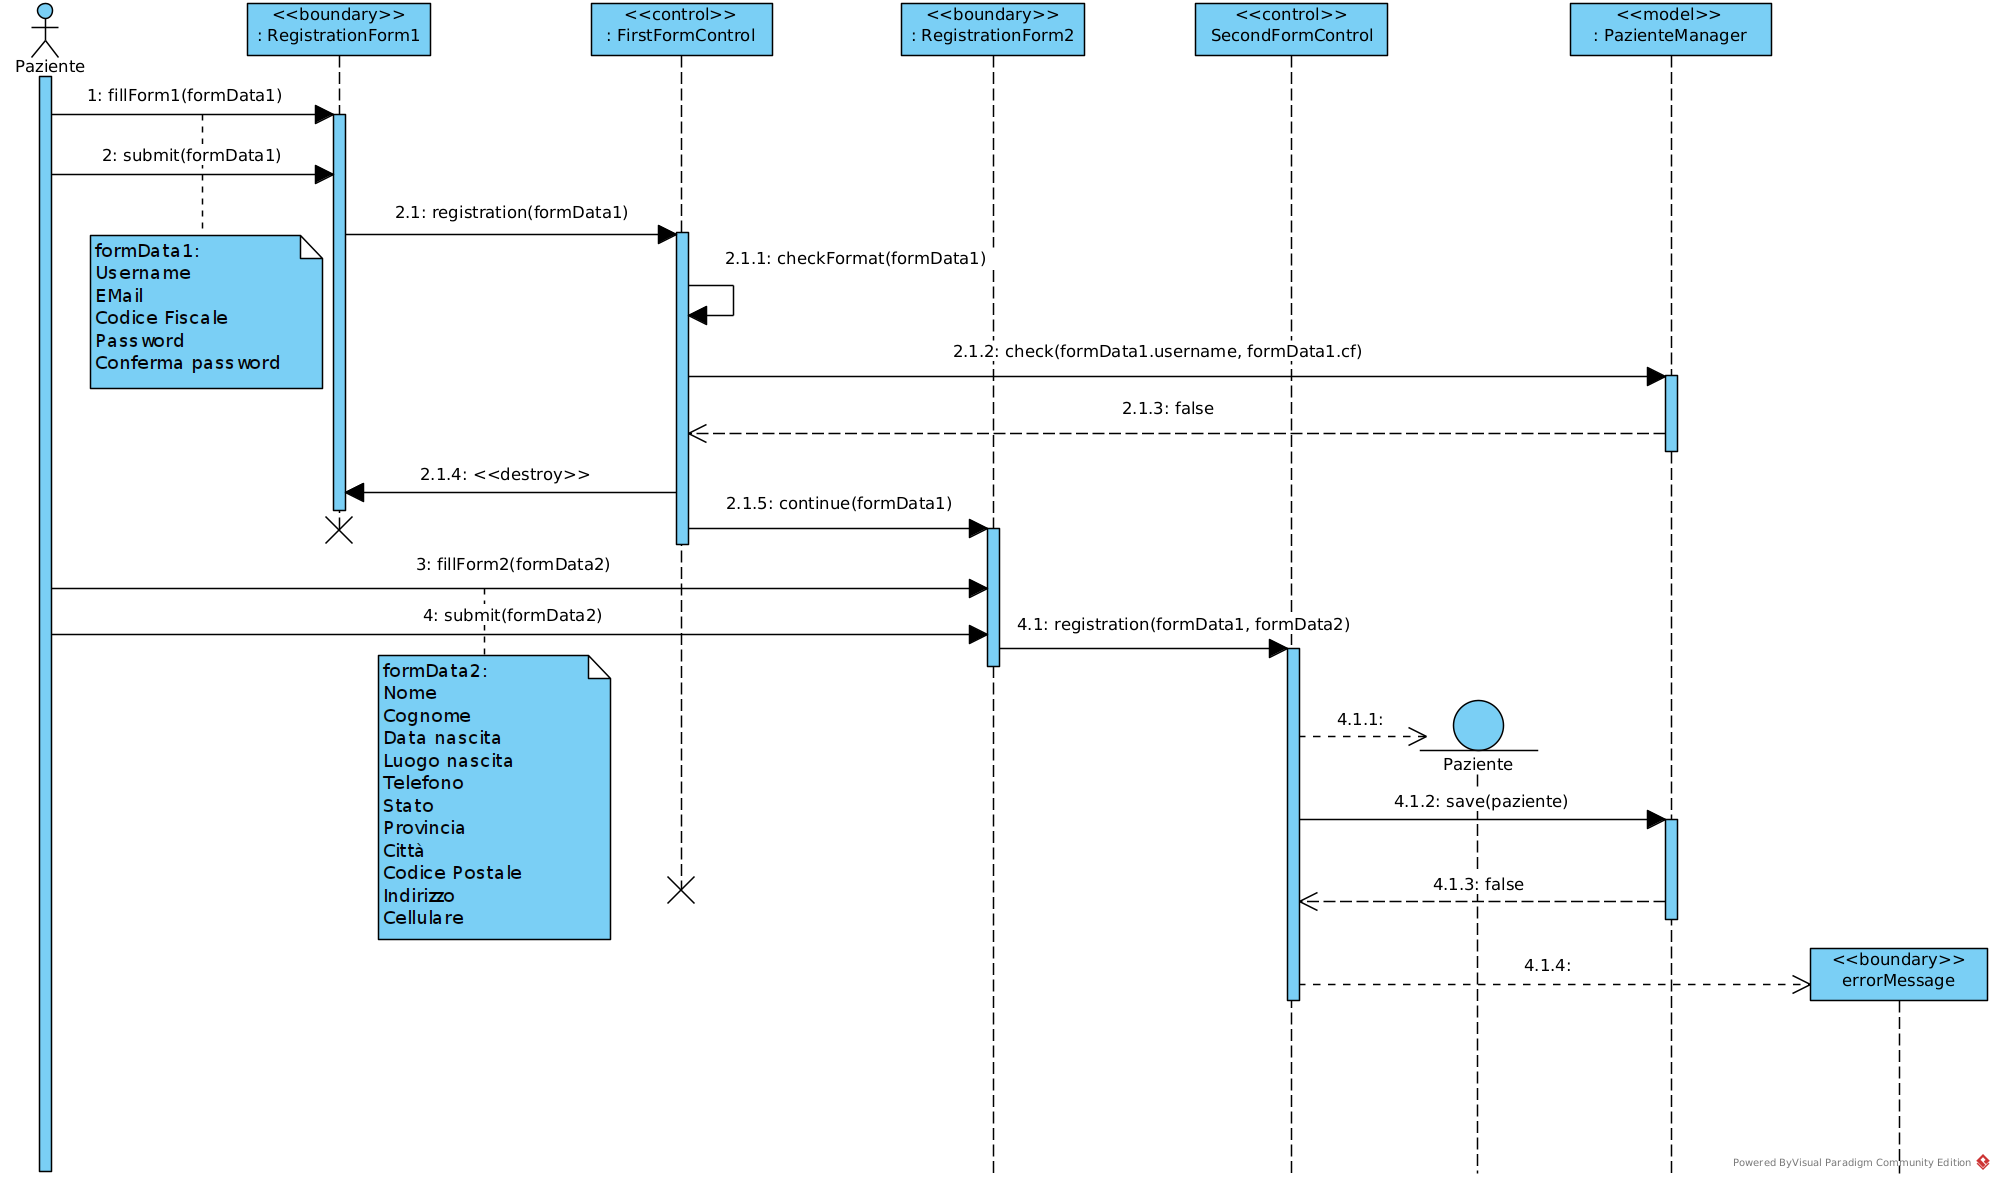 <<boundary>>
: RegistrationForm1
<<control>>
: FirstFormControl
<<boundary>>
: RegistrationForm2
<<control>>
SecondFormControl
<<model>>
: PazienteManager
Paziente
1: fillForm1(formData1)
2: submit(formData1)
2.1: registration(formData1)
formData1:
Username
EMail
Codice Fiscale
Password
Conferma password
2.1.1: checkFormat(formData1)
2.1.2: check(formData1.username, formData1.cf)
2.1.3: false
2.1.4: <<destroy>>
2.1.5: continue(formData1)
3: fillForm2(formData2)
4: submit(formData2)
4.1: registration(formData1, formData2)
formData2:
Nome
Cognome
Data nascita
Luogo nascita
Telefono
Stato
Provincia
Città
Codice Postale
Indirizzo
Cellulare
4.1.1:
Paziente
4.1.2: save(paziente)
4.1.3: false
4.1.4:
<<boundary>>
errorMessage
Powered ByVisual Paradigm Community Edition